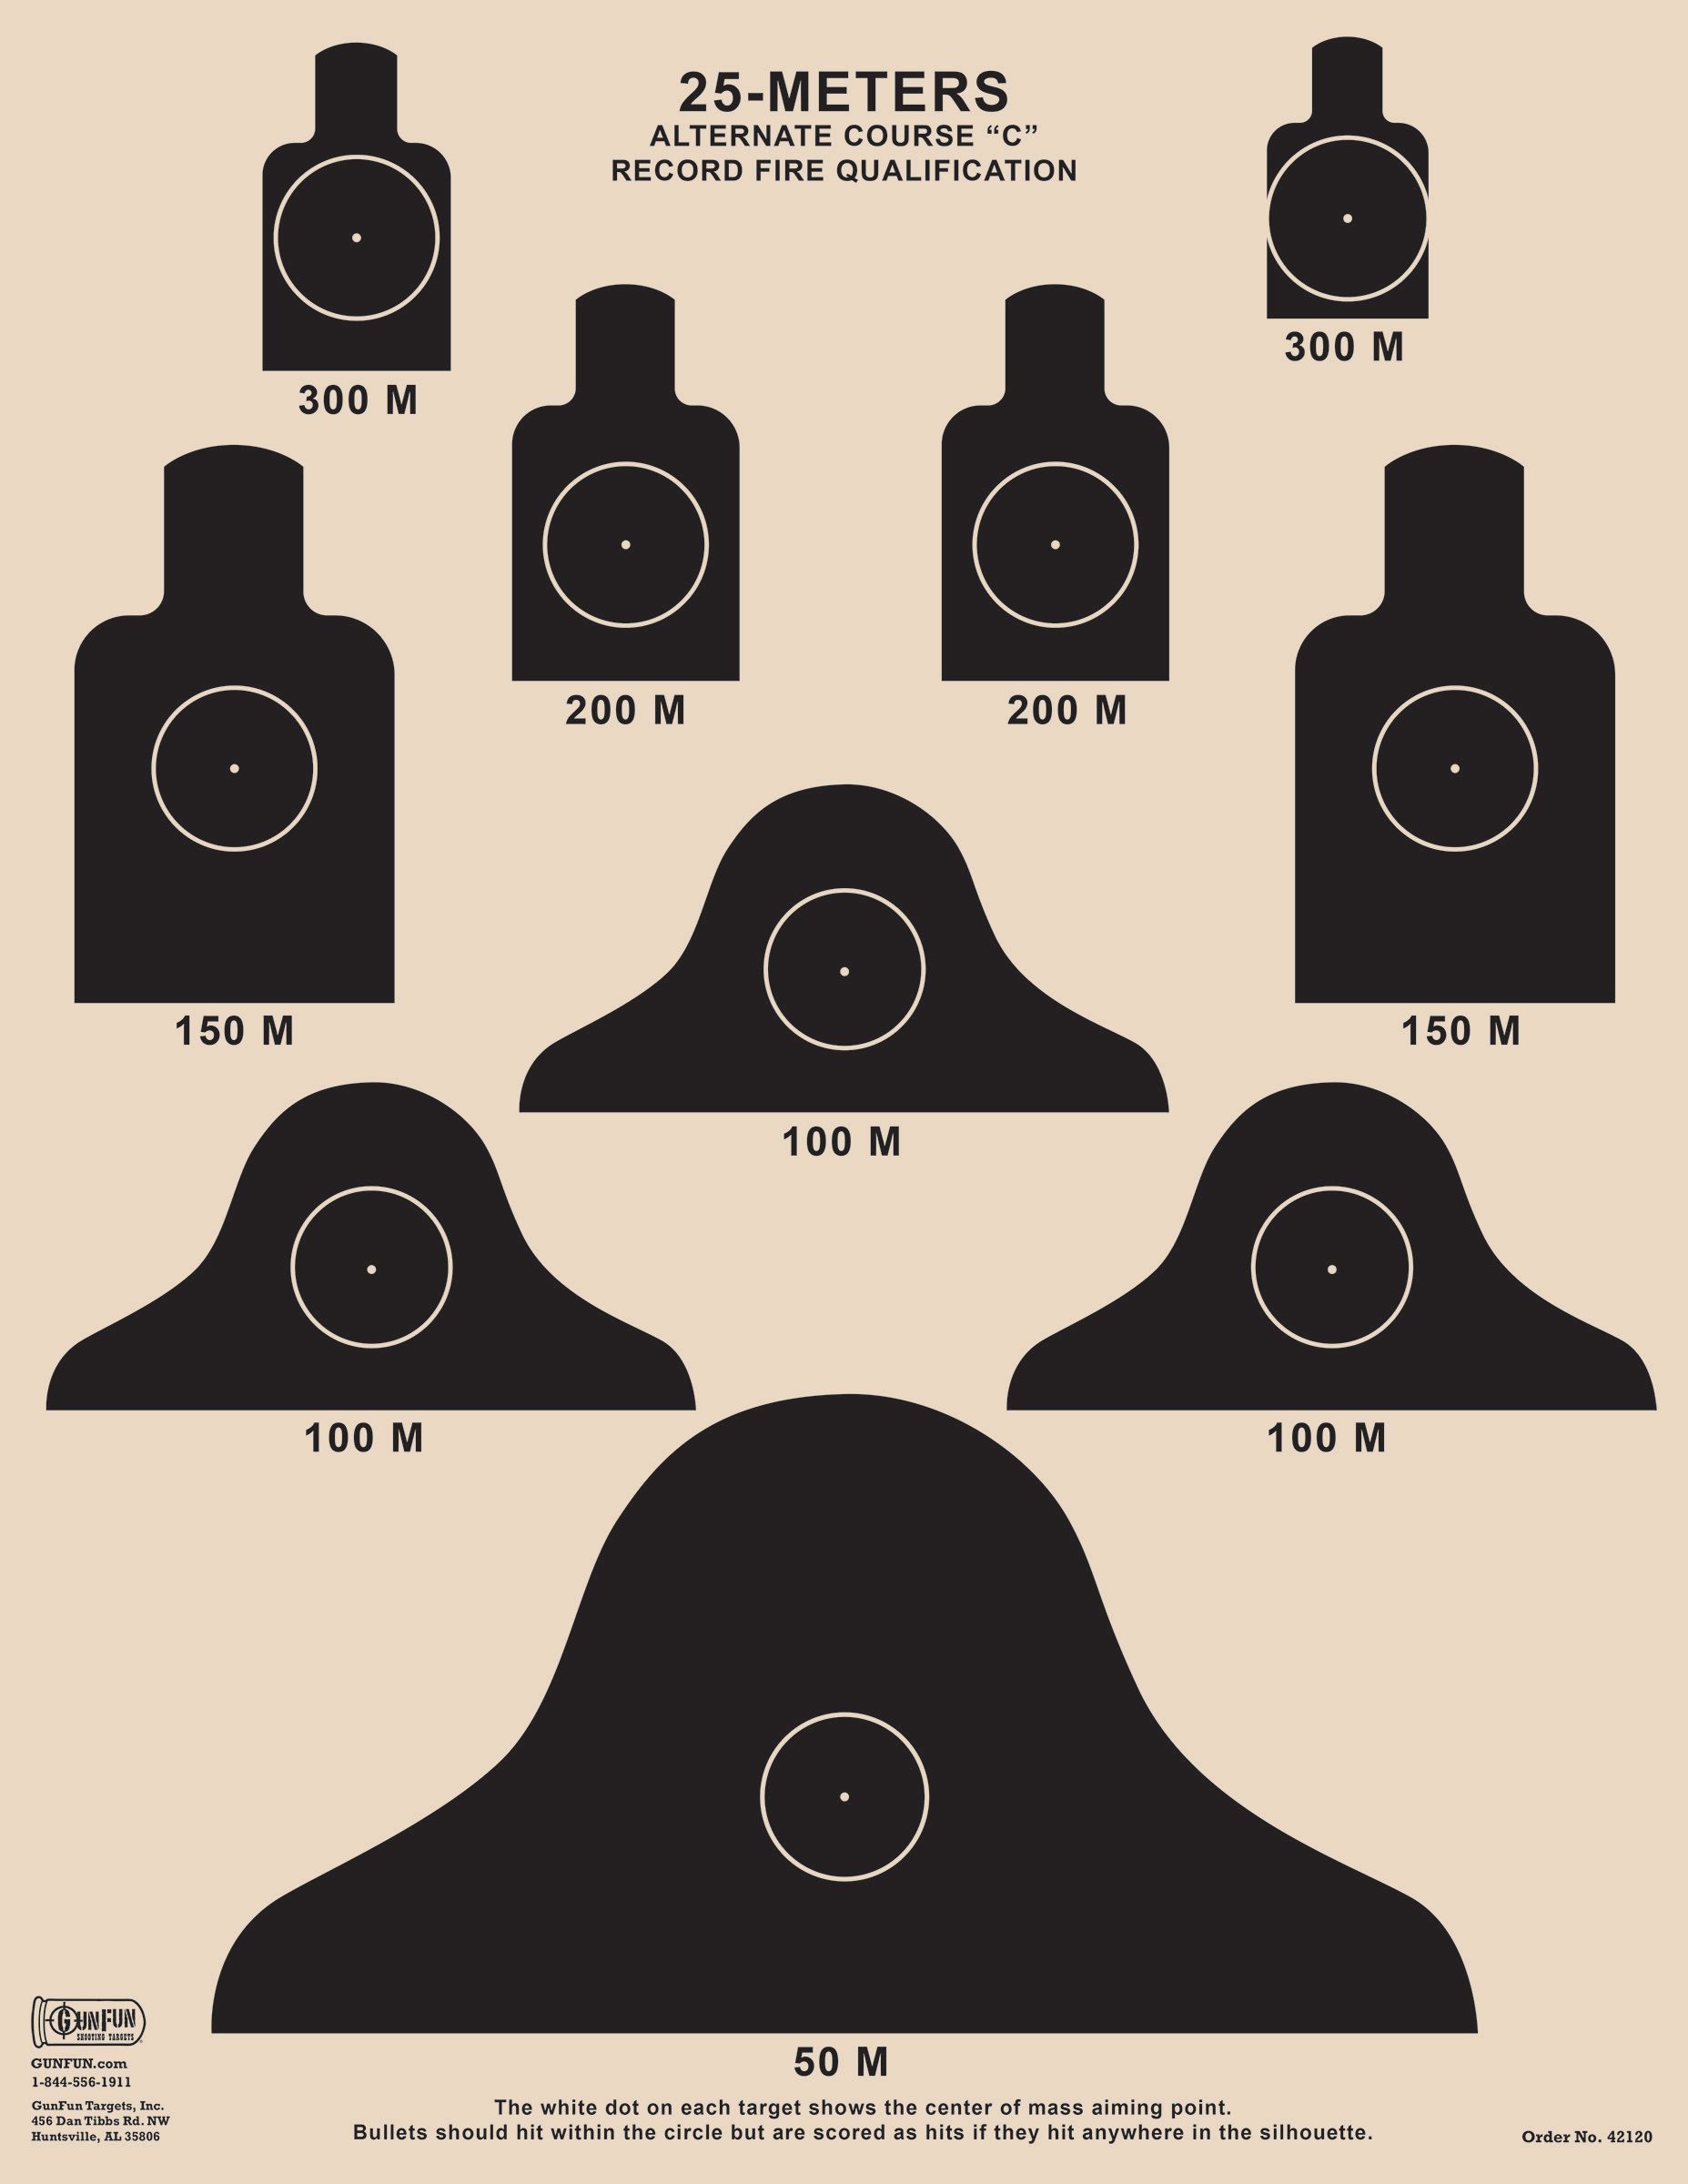 25-METERS
ALTERNATE COURSE “C”
RECORD FIRE QUALIFICATION
300 M
300 M
200 M
200 M
150 M
150 M
100 M
100 M
100 M
50 M
GUNFUN
SHOOTING TARGETS
GUNFUN.com
1-844-556-1911
GunFun Targets, Inc.
456 Dan Tibbs Rd. NW
Huntsville, AL 35806
The white dot on each target shows the center of mass aiming point.
Bullets should hit within the circle but are scored as hits if they hit anywhere in the silhouette.
Order No. 42120